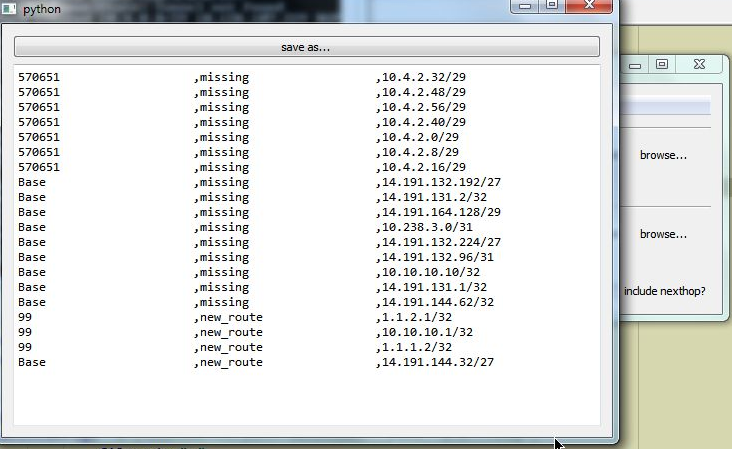 python
save as...
570651 ,missing ,10.4.2.32/29
570651 ,missing ,10.4.2.48/29
570651 ,missing ,10.4.2.56/29
570651 ,missing ,10.4.2.40/29
570651 ,missing ,10.4.2.0/29
570651 ,missing ,10.4.2.8/29
570651 ,missing ,10.4.2.16/29
Base ,missing ,14.191.132.192/27
Base ,missing ,14.191.131.2/32
Base ,missing ,14.191.164.128/29
Base ,missing ,10.238.3.0/31
Base ,missing ,14.191.132.224/27
Base ,missing ,14.191.132.96/31
Base ,missing ,10.10.10.10/32
Base ,missing ,14.191.131.1/32
Base ,missing ,14.191.144.62/32
99 ,new_route ,1.1.2.1/32
99 ,new_route ,10.10.10.1/32
99 ,new_route ,1.1.1.2/32
Base ,new_route ,14.191.144.32/27
browse...
browse...
include nexthop?